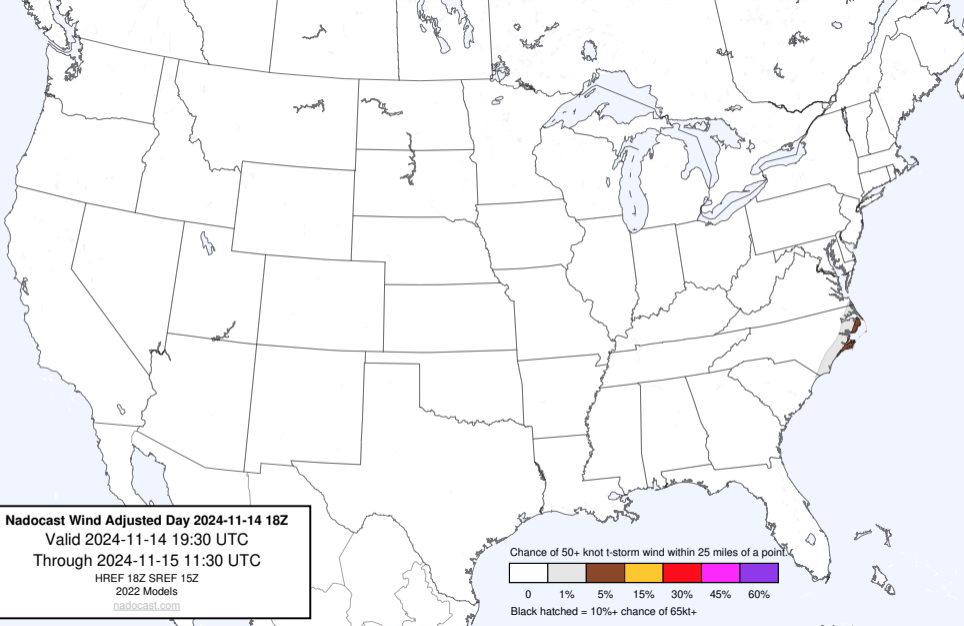 Nadocast Wind Adjusted Day 2024-11-14 18Z
Valid 2024-11-14 19:30 UTC
Through 2024-11-15 11:30 UTC
HREF 18Z SREF 15Z
2022 Models
nadocast.com
Chance of 50+ knot t-storm wind within 25 miles of a point.
0 1% 5% 15% 30% 45% 60%
Black hatched = 10%+ chance of 65kt+